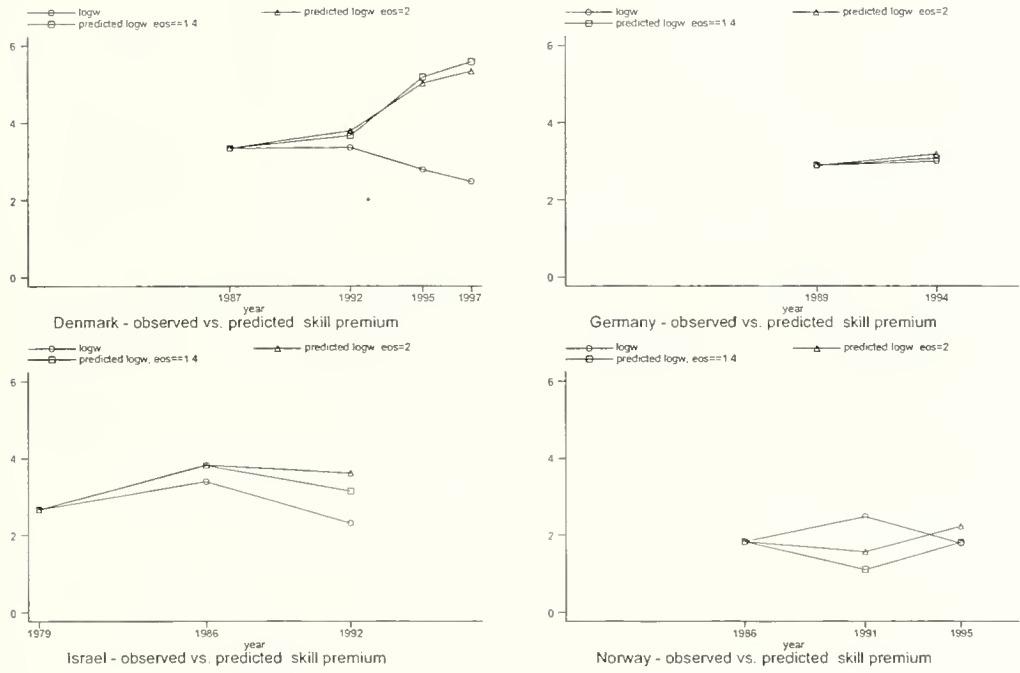 logw
predicted logw eos=2
predicted logw eos==1 4
6
4
2
0
1987
1992
1995
1997
year
Denmark - observed vs. predicted skill premium
logw
predicted logw eos=2
predicted logw eos==1 4
6
4
2
0
1989
1994
year
Germany - observed vs. predicted skill premium
logw
predicted logw eos=2
predicted logw, eos==1 4
6
4
2
0
1979
1986
1992
year
Israel - observed vs. predicted skill premium
logw
predicted logw eos=2
predicted logw eos==1 4
6
4
2
0
1986
1991
1995
year
Norway - observed vs. predicted skill premium